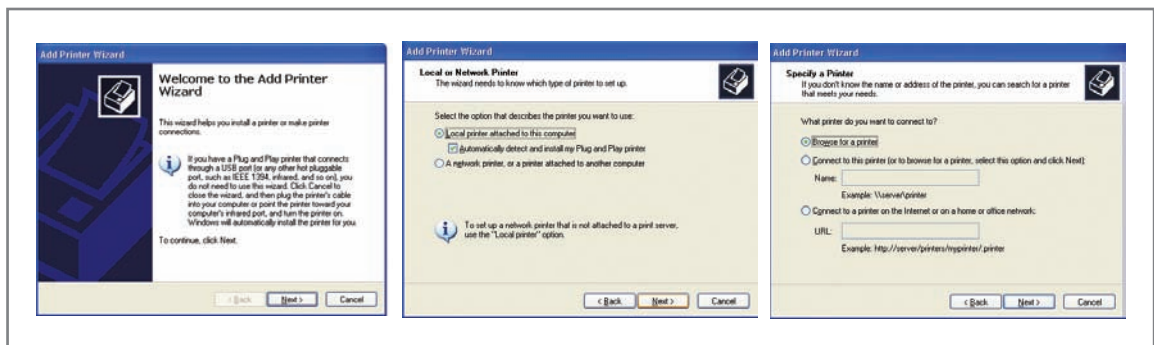 Add Printer Wizard
Welcome to the Add Printer
Wizard
This wizard helps you install a printer or make printer
connections.
If you have a Plug and Play printer that connects
through a USB port (or any other hot pluggable
port, such as IEEE 1394, infrared, and so on), you
do not need to use this wizard. Click Cancel to
close the wizard, and then plug the printer's cable
into your computer or point the printer toward your
computer's infrared port, and turn the printer on.
Windows will automatically install the printer for you.
To continue, click Next.
< Back Next > Cancel
Add Printer Wizard
Local or Network Printer
The wizard needs to know which type of printer to set up.
Select the option that describes the printer you want to use:
Local printer attached to this computer
Automatically detect and install my Plug and Play printer
A network printer, or a printer attached to another computer
To set up a network printer that is not attached to a print server,
use the "Local printer" option.
< Back Next > Cancel
Add Printer Wizard
Specify a Printer
If you don't know the name or address of the printer, you can search for a printer
that meets your needs.
What printer do you want to connect to?
Browse for a printer
Connect to this printer (or to browse for a printer, select this option and click Next):
Name:
Example: \\server\printer
Connect to a printer on the Internet or on a home or office network:
URL:
Example: http://server/printers/myprinter/.printer
< Back Next > Cancel